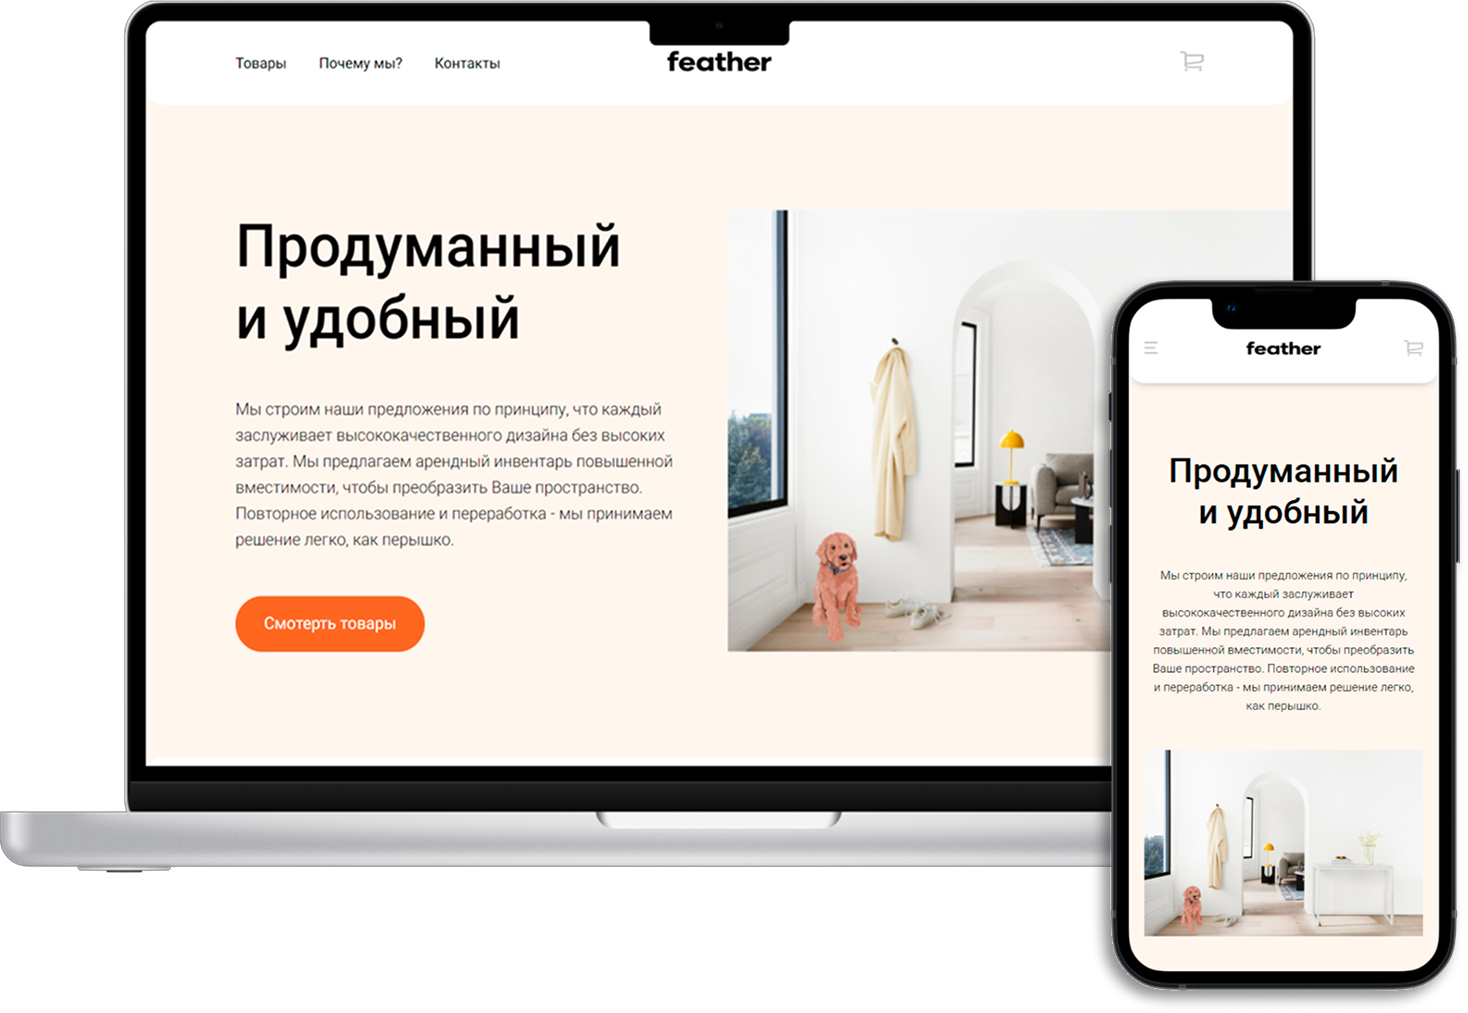 Товары Почему мы? Контакты
feather
Продуманный
и удобный
Мы строим наши предложения по принципу, что каждый
заслуживает высококачественного дизайна без высоких
затрат. Мы предлагаем арендный инвентарь повышенной
вместимости, чтобы преобразить Ваше пространство.
Повторное использование и переработка - мы принимаем
решение легко, как перышко.
Смотерть товары
feather
Продуманный
и удобный
Мы строим наши предложения по принципу,
что каждый заслуживает
высококачественного дизайна без высоких
затрат. Мы предлагаем арендный инвентарь
повышенной вместимости, чтобы преобразить
Ваше пространство. Повторное использование
и переработка - мы принимаем решение легко,
как перышко.